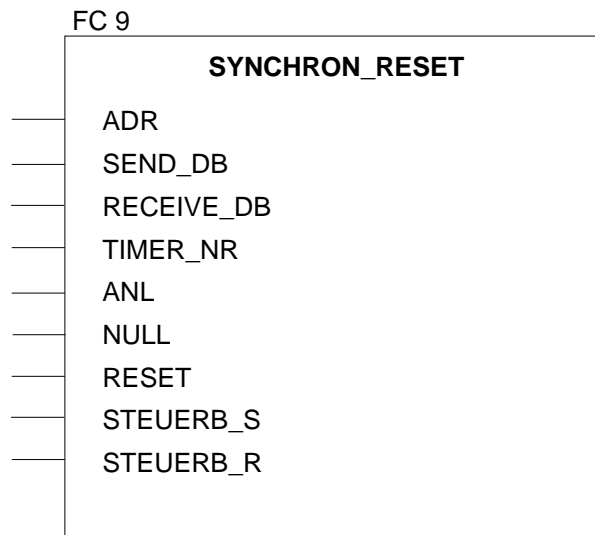 FC 9
SYNCHRON_RESET
ADR
SEND_DB
RECEIVE_DB
TIMER_NR
ANL
NULL
RESET
STEUERB_S
STEUERB_R